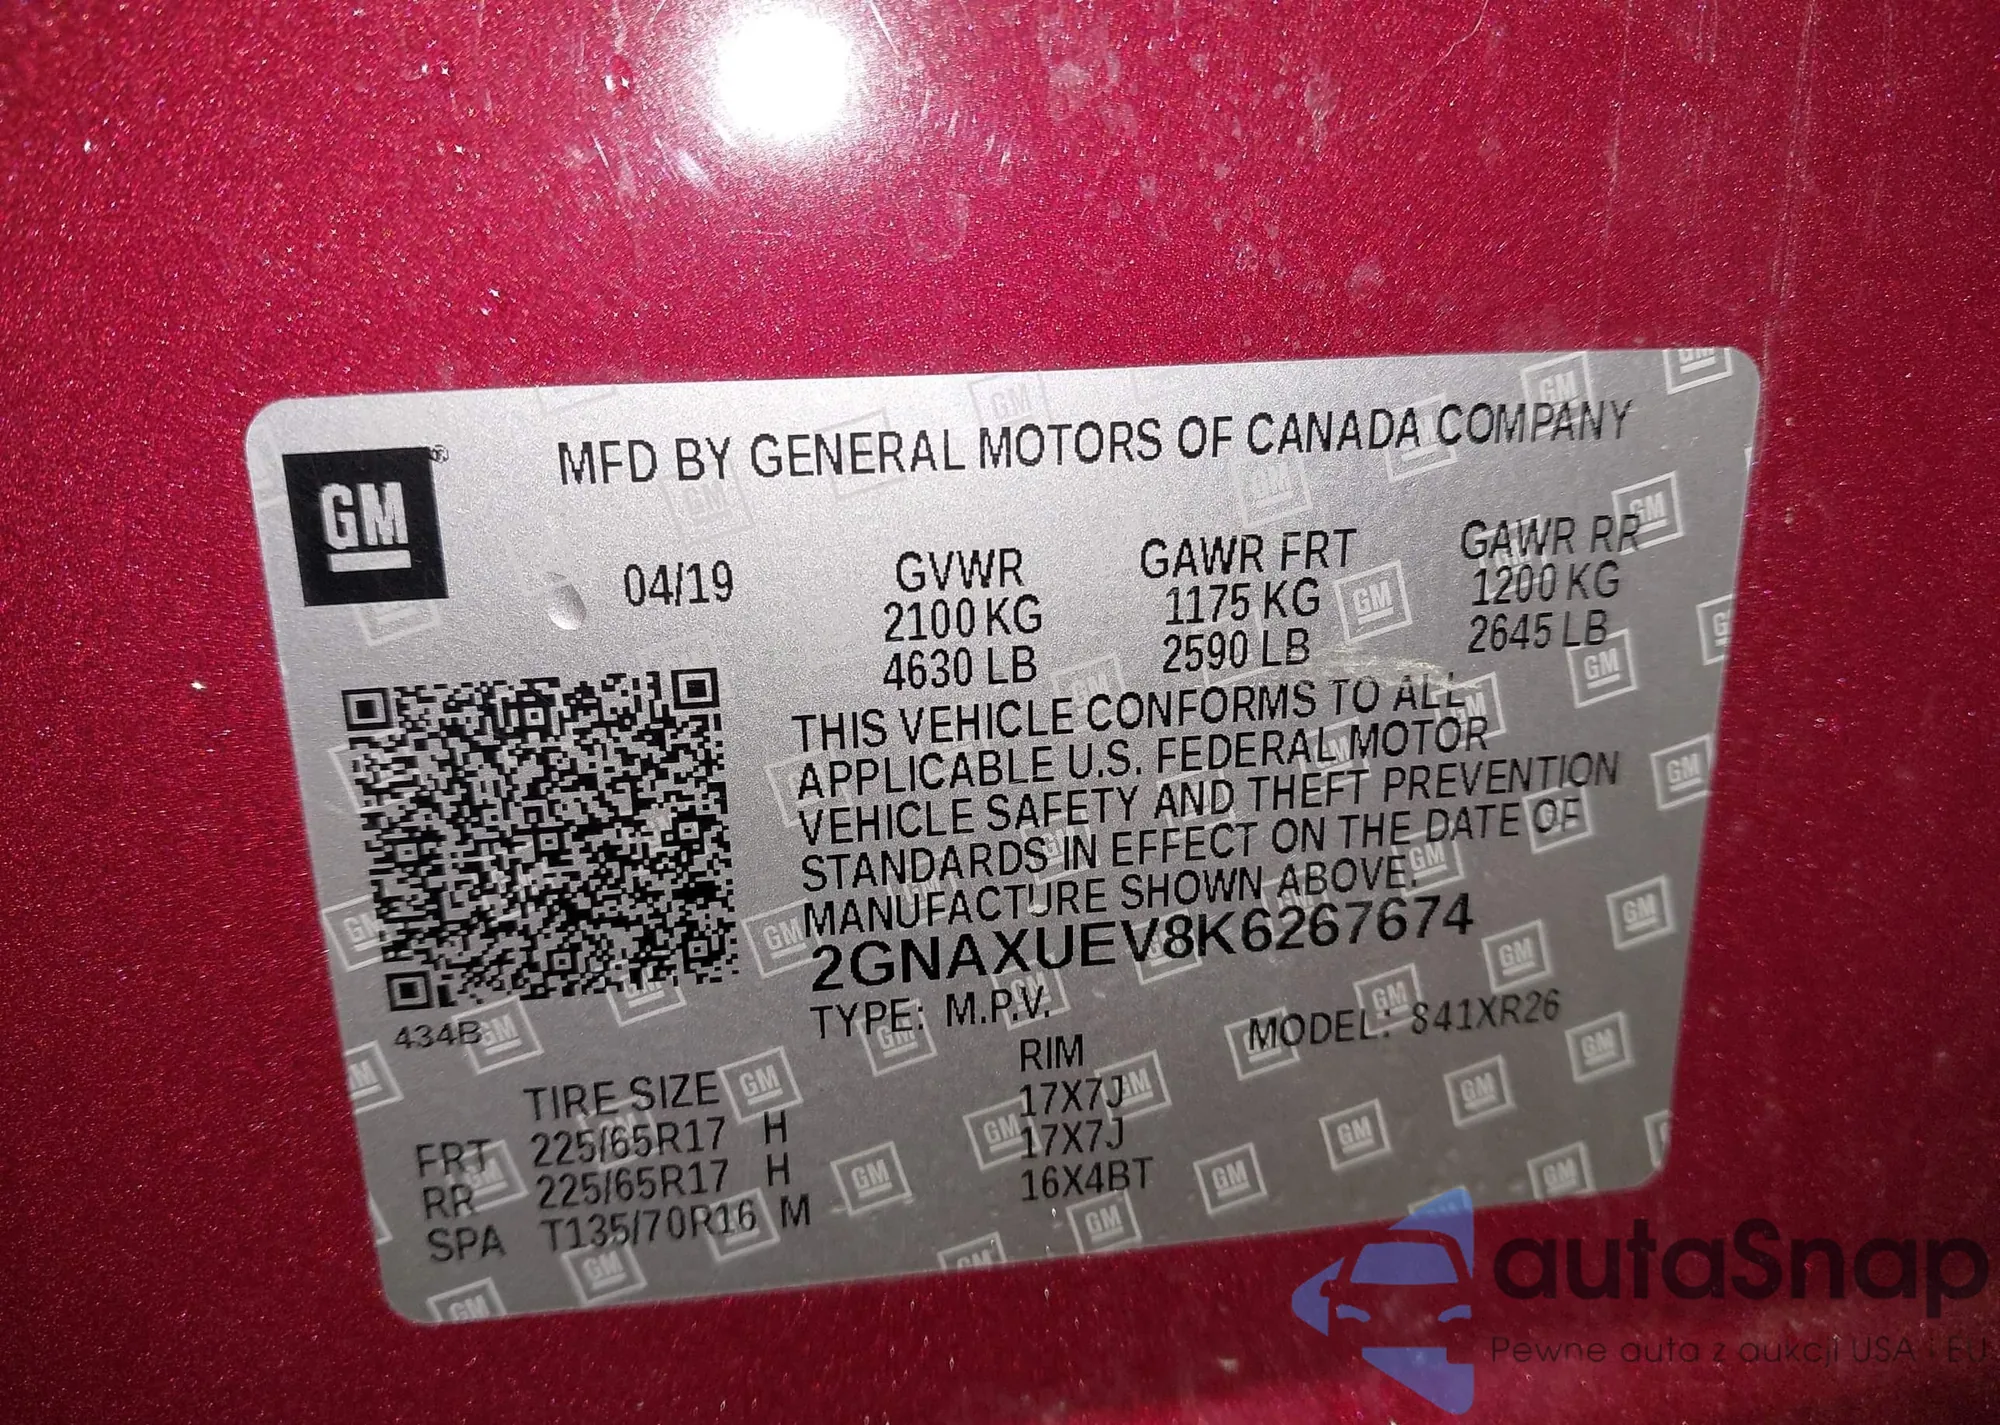 MFD BY GENERAL MOTORS OF CANADA COMPANY
GM ®
04/19
GVWR GAWR FRT GAWR RR
2100 KG 1175 KG 1200 KG
4630 LB 2590 LB 2645 LB
THIS VEHICLE CONFORMS TO ALL
APPLICABLE U.S. FEDERAL MOTOR
VEHICLE SAFETY AND THEFT PREVENTION
STANDARDS IN EFFECT ON THE DATE OF
MANUFACTURE SHOWN ABOVE.
2GNAXUEV8K6267674
434B
TYPE: M.P.V. MODEL: 841XR26
TIRE SIZE RIM
FRT 225/65R17 H 17X7J
RR 225/65R17 H 17X7J
SPA T135/70R16 M 16X4BT
autaSnap
Pewne auta z aukcji USA i EU